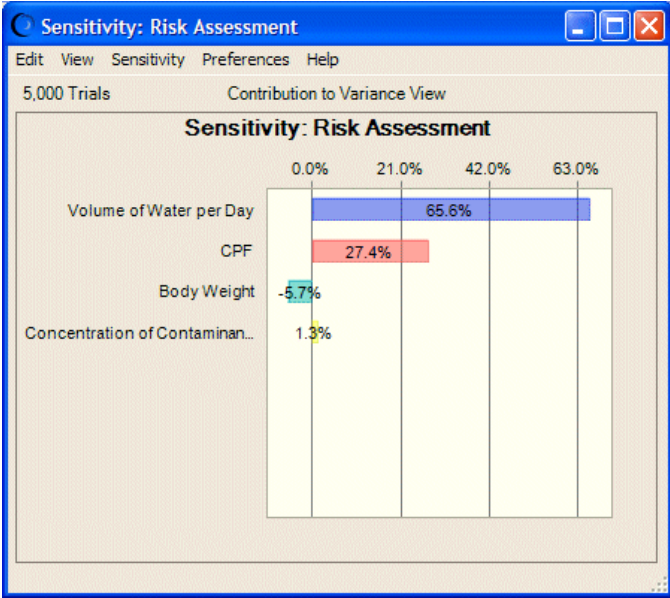 Sensitivity: Risk Assessment
Edit View Sensitivity Preferences Help
5,000 Trials Contribution to Variance View
Sensitivity: Risk Assessment
0.0% 21.0% 42.0% 63.0%
Volume of Water per Day 65.6%
CPF 27.4%
Body Weight -5.7%
Concentration of Contaminan... 1.3%